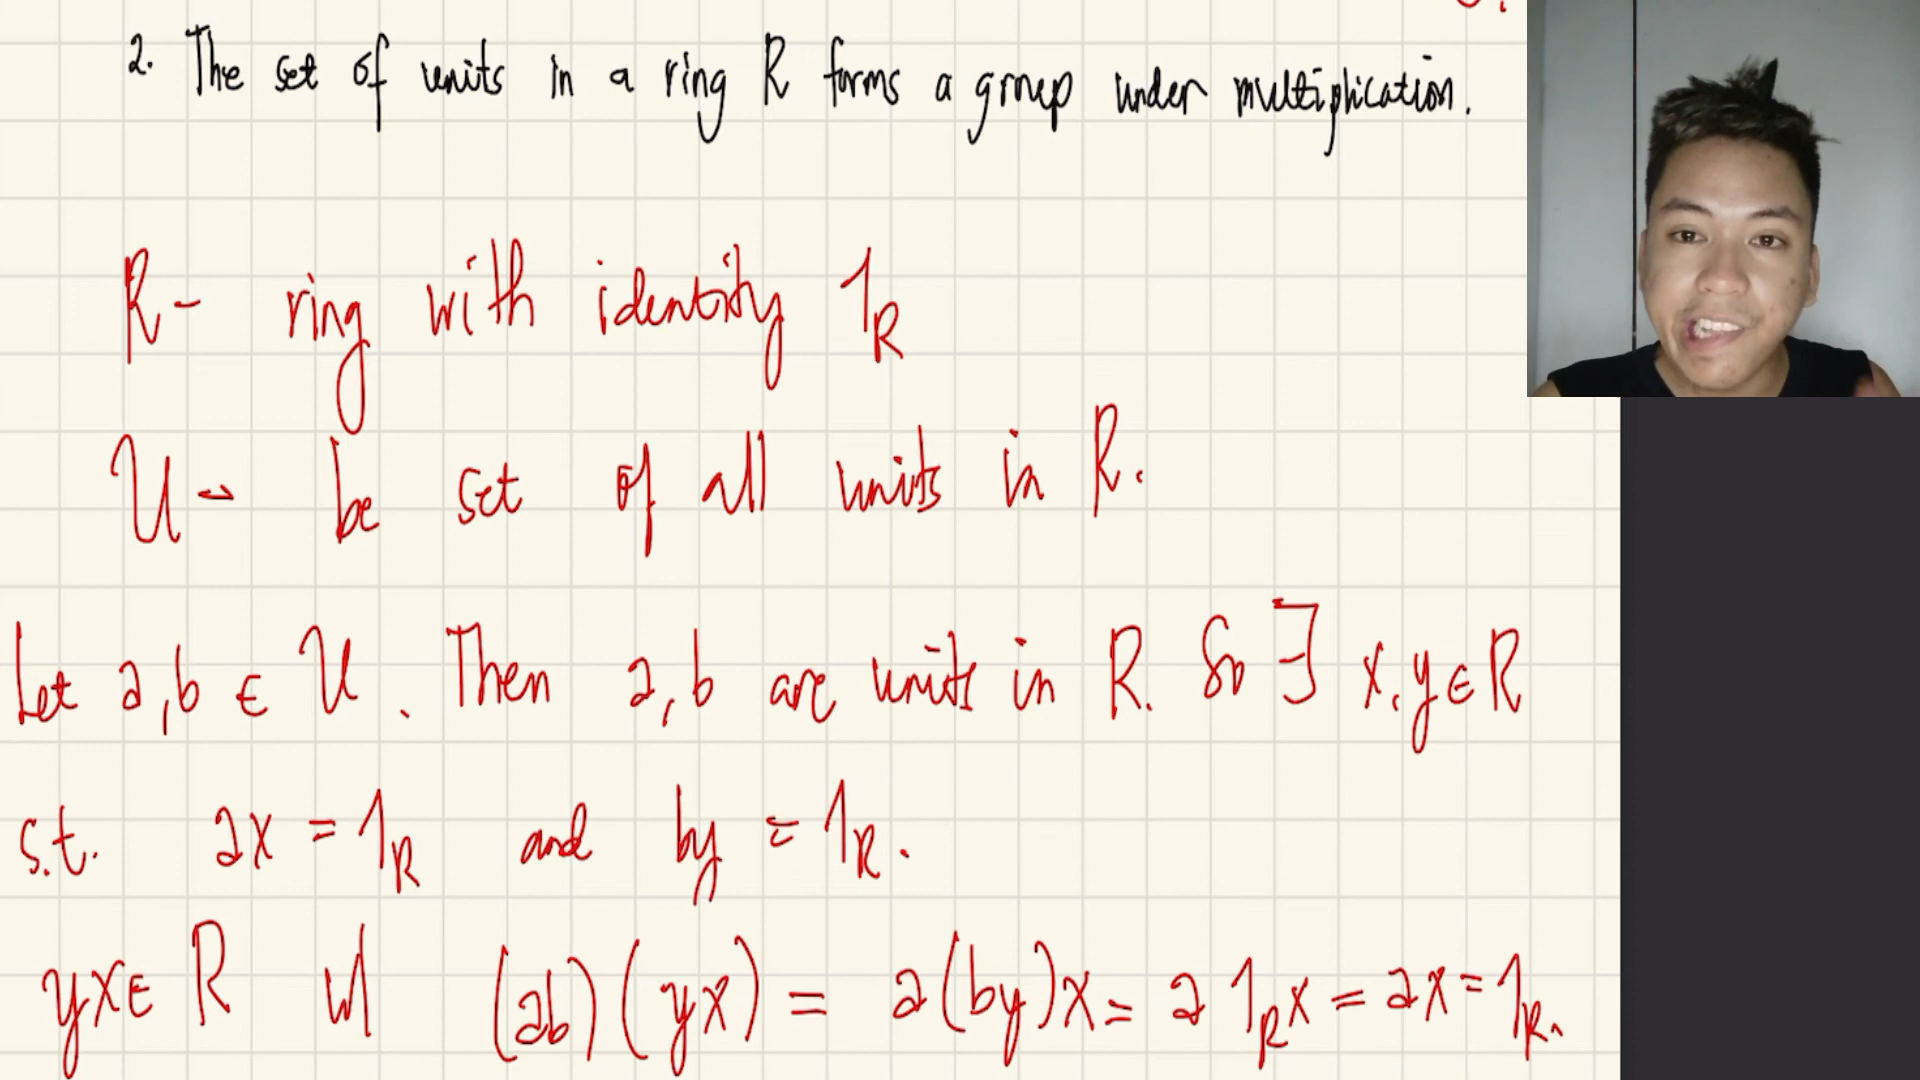 2. The set of units in a ring R forms a group under multiplication.
R - ring with identity 1_R
U - be set of all units in R.
Let a,b ∈ U. Then a,b are units in R. So ∃ x,y ∈ R
s.t. ax = 1_R and by = 1_R.
yx ∈ R w/ (ab)(yx) = a(by)x = a 1_R x = ax = 1_R.